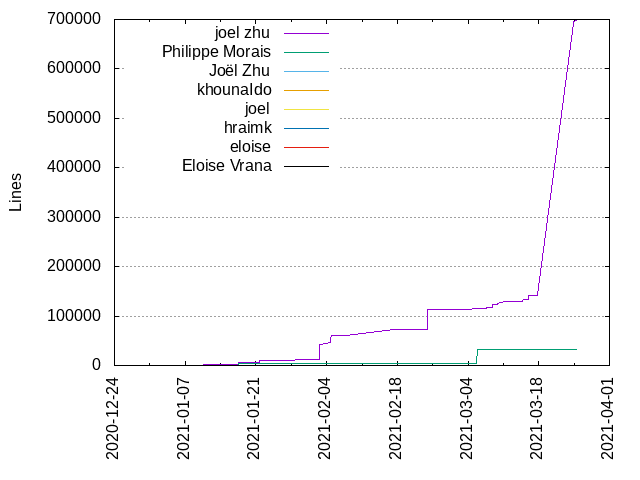 700000
600000
500000
400000
300000
200000
100000
0
Lines
joel zhu
Philippe Morais
Joël Zhu
khounaldo
joel
hraimk
eloise
Eloise Vrana
2020-12-24
2021-01-07
2021-01-21
2021-02-04
2021-02-18
2021-03-04
2021-03-18
2021-04-01